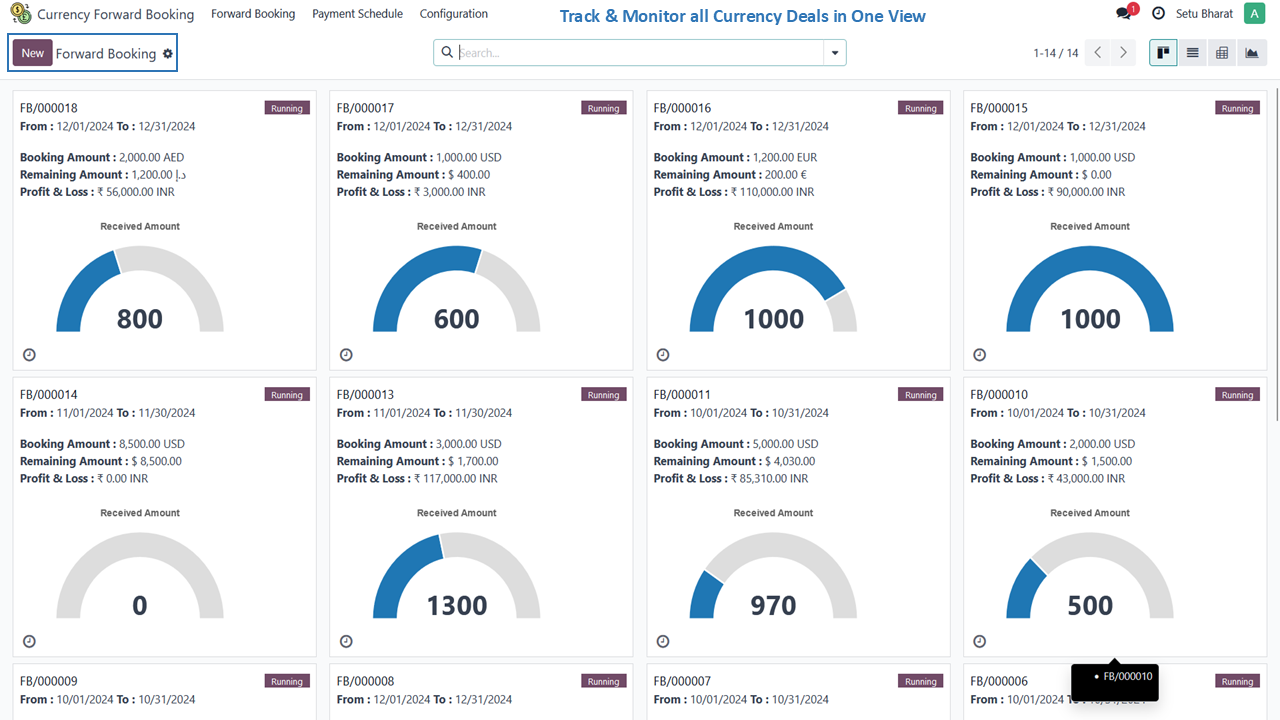 Currency Forward Booking Forward Booking Payment Schedule Configuration Track & Monitor all Currency Deals in One View 1 Setu Bharat A
New Forward Booking Search... 1-14 / 14
FB/000018 Running
From : 12/01/2024 To : 12/31/2024
Booking Amount : 2,000.00 AED
Remaining Amount : 1,200.00 د.إ
Profit & Loss : ₹ 56,000.00 INR
Received Amount
800
FB/000017 Running
From : 12/01/2024 To : 12/31/2024
Booking Amount : 1,000.00 USD
Remaining Amount : $ 400.00
Profit & Loss : ₹ 3,000.00 INR
Received Amount
600
FB/000016 Running
From : 12/01/2024 To : 12/31/2024
Booking Amount : 1,200.00 EUR
Remaining Amount : 200.00 €
Profit & Loss : ₹ 110,000.00 INR
Received Amount
1000
FB/000015 Running
From : 12/01/2024 To : 12/31/2024
Booking Amount : 1,000.00 USD
Remaining Amount : $ 0.00
Profit & Loss : ₹ 90,000.00 INR
Received Amount
1000
FB/000014 Running
From : 11/01/2024 To : 11/30/2024
Booking Amount : 8,500.00 USD
Remaining Amount : $ 8,500.00
Profit & Loss : ₹ 0.00 INR
Received Amount
0
FB/000013 Running
From : 11/01/2024 To : 11/30/2024
Booking Amount : 3,000.00 USD
Remaining Amount : $ 1,700.00
Profit & Loss : ₹ 117,000.00 INR
Received Amount
1300
FB/000011 Running
From : 10/01/2024 To : 10/31/2024
Booking Amount : 5,000.00 USD
Remaining Amount : $ 4,030.00
Profit & Loss : ₹ 85,310.00 INR
Received Amount
970
FB/000010 Running
From : 10/01/2024 To : 10/31/2024
Booking Amount : 2,000.00 USD
Remaining Amount : $ 1,500.00
Profit & Loss : ₹ 43,000.00 INR
Received Amount
500
FB/000009 Running
From : 10/01/2024 To : 10/31/2024
FB/000008 Running
From : 12/01/2024 To : 12/31/2024
FB/000007 Running
From : 10/01/2024 To : 10/31/2024
FB/000006 Running
From : 10/01/2024
• FB/000010